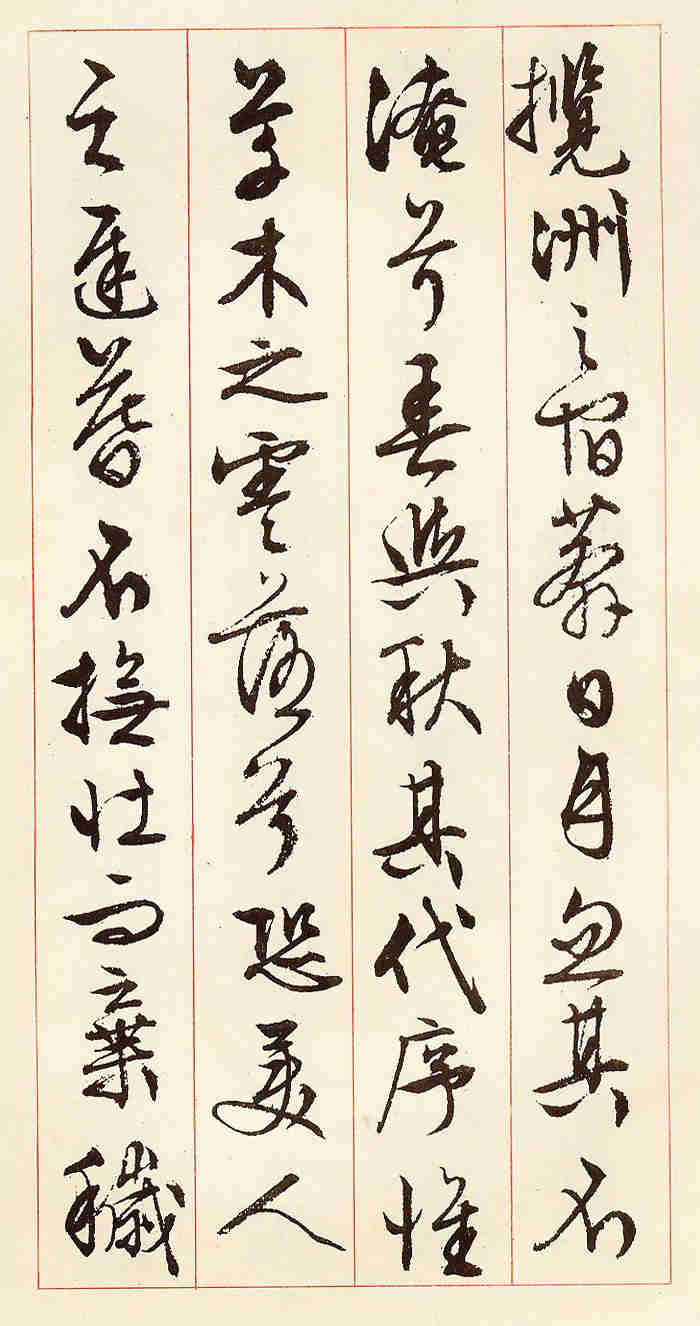 攬洲之宿莽日月忽其不
淹兮春與秋其代序惟
草木之零落兮恐美人
之遲暮不撫壯而棄穢